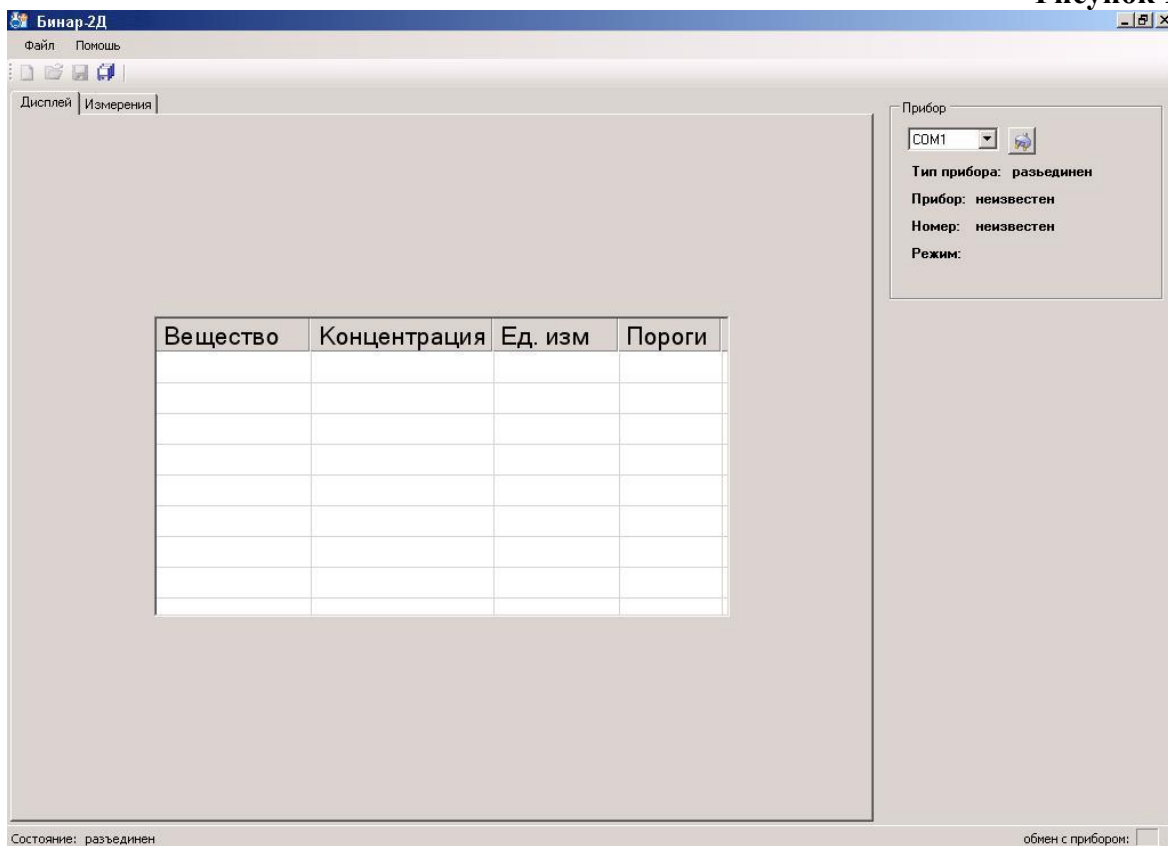 Бинар-2Д
Файл Помошь
Дисплей Измерения
Прибор
COM1
Тип прибора: разьединен
Прибор: неизвестен
Номер: неизвестен
Режим:
Вещество Концентрация Ед. изм Пороги
Состояние: разъединен
обмен с прибором: